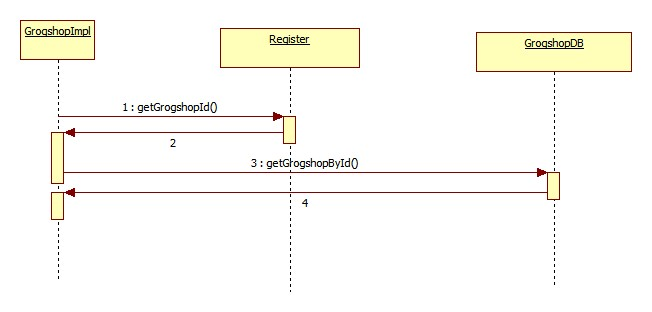 GrogshopImpl
Register
GrogshopDB
1 : getGrogshopId()
2
3 : getGrogshopById()
4